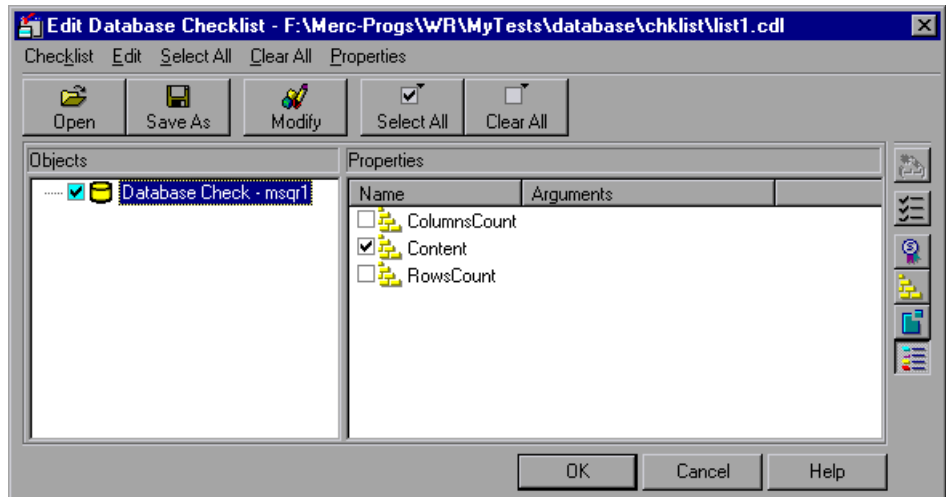 Edit Database Checklist - F:\Merc-Progs\WR\MyTests\database\chklist\list1.cdl
Checklist Edit Select All Clear All Properties
Open Save As Modify Select All Clear All
Objects Properties
Database Check - msqr1 Name Arguments
ColumnsCount
Content
RowsCount
OK Cancel Help